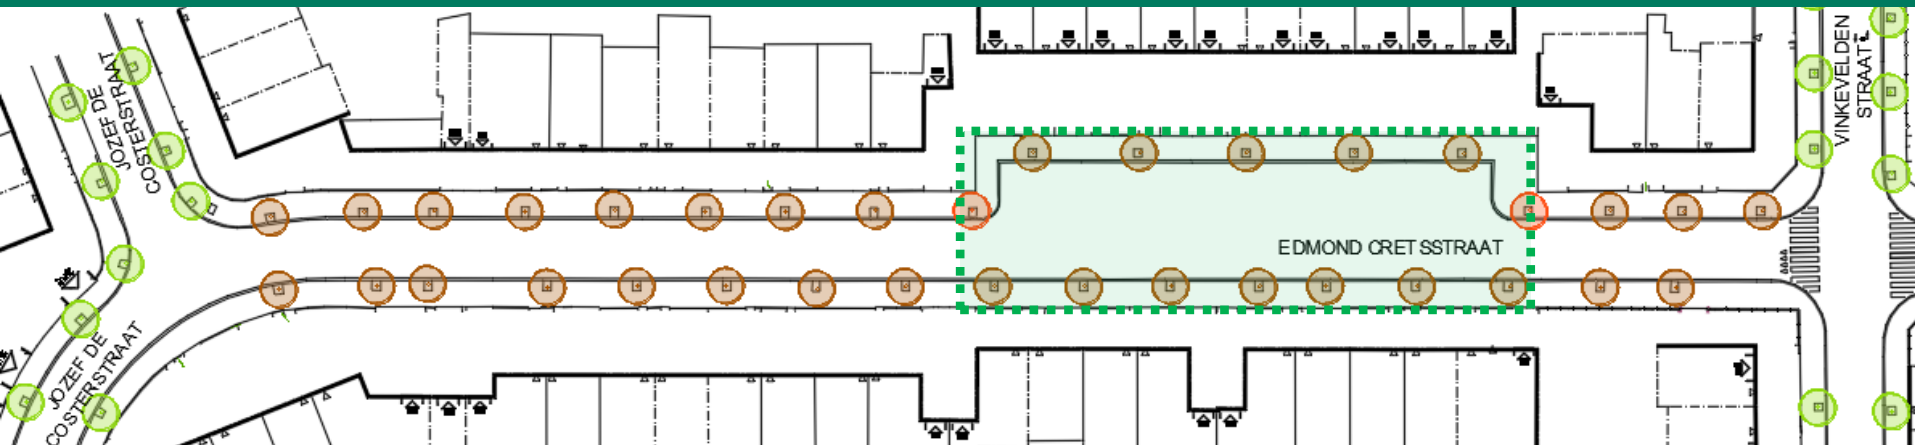 JOZEF DE
COSTERSTRAAT
VINKEVELDEN
STRAAT
EDMOND CRETSSTRAAT
JOZEF DE
COSTERSTRAAT